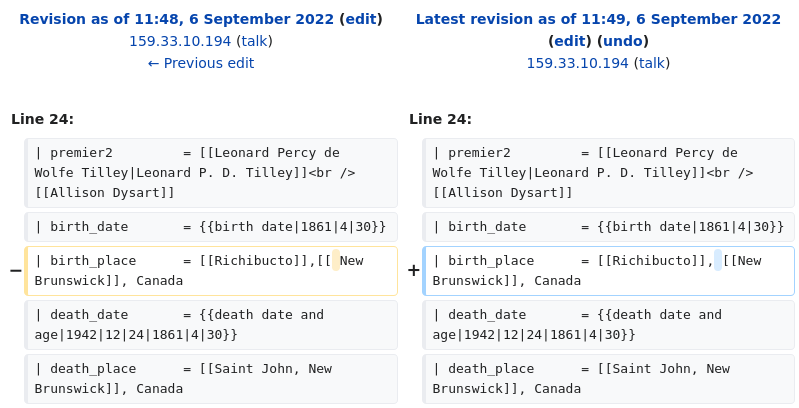 Revision as of 11:48, 6 September 2022 (edit)
159.33.10.194 (talk)
← Previous edit
Latest revision as of 11:49, 6 September 2022
(edit) (undo)
159.33.10.194 (talk)
Line 24:
Line 24:
| premier2         = [[Leonard Percy de
Wolfe Tilley|Leonard P. D. Tilley]]<br />
[[Allison Dysart]]
| premier2         = [[Leonard Percy de
Wolfe Tilley|Leonard P. D. Tilley]]<br />
[[Allison Dysart]]
| birth_date       = {{birth date|1861|4|30}}
| birth_date       = {{birth date|1861|4|30}}
− | birth_place      = [[Richibucto]],[[ New
Brunswick]], Canada
+ | birth_place      = [[Richibucto]], [[New
Brunswick]], Canada
| death_date       = {{death date and
age|1942|12|24|1861|4|30}}
| death_date       = {{death date and
age|1942|12|24|1861|4|30}}
| death_place      = [[Saint John, New
Brunswick]], Canada
| death_place      = [[Saint John, New
Brunswick]], Canada